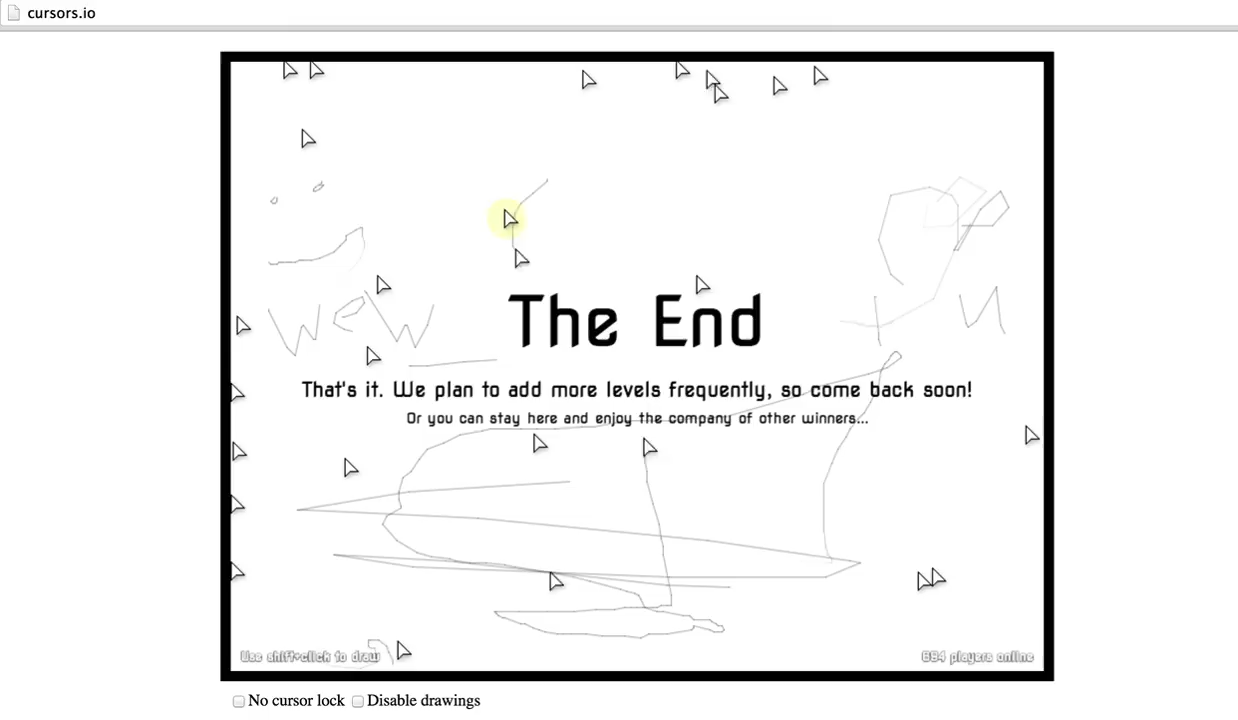 cursors.io
wew
The End
That's it. We plan to add more levels frequently, so come back soon!
Or you can stay here and enjoy the company of other winners...
Use shift+click to draw
684 players online
No cursor lock
Disable drawings